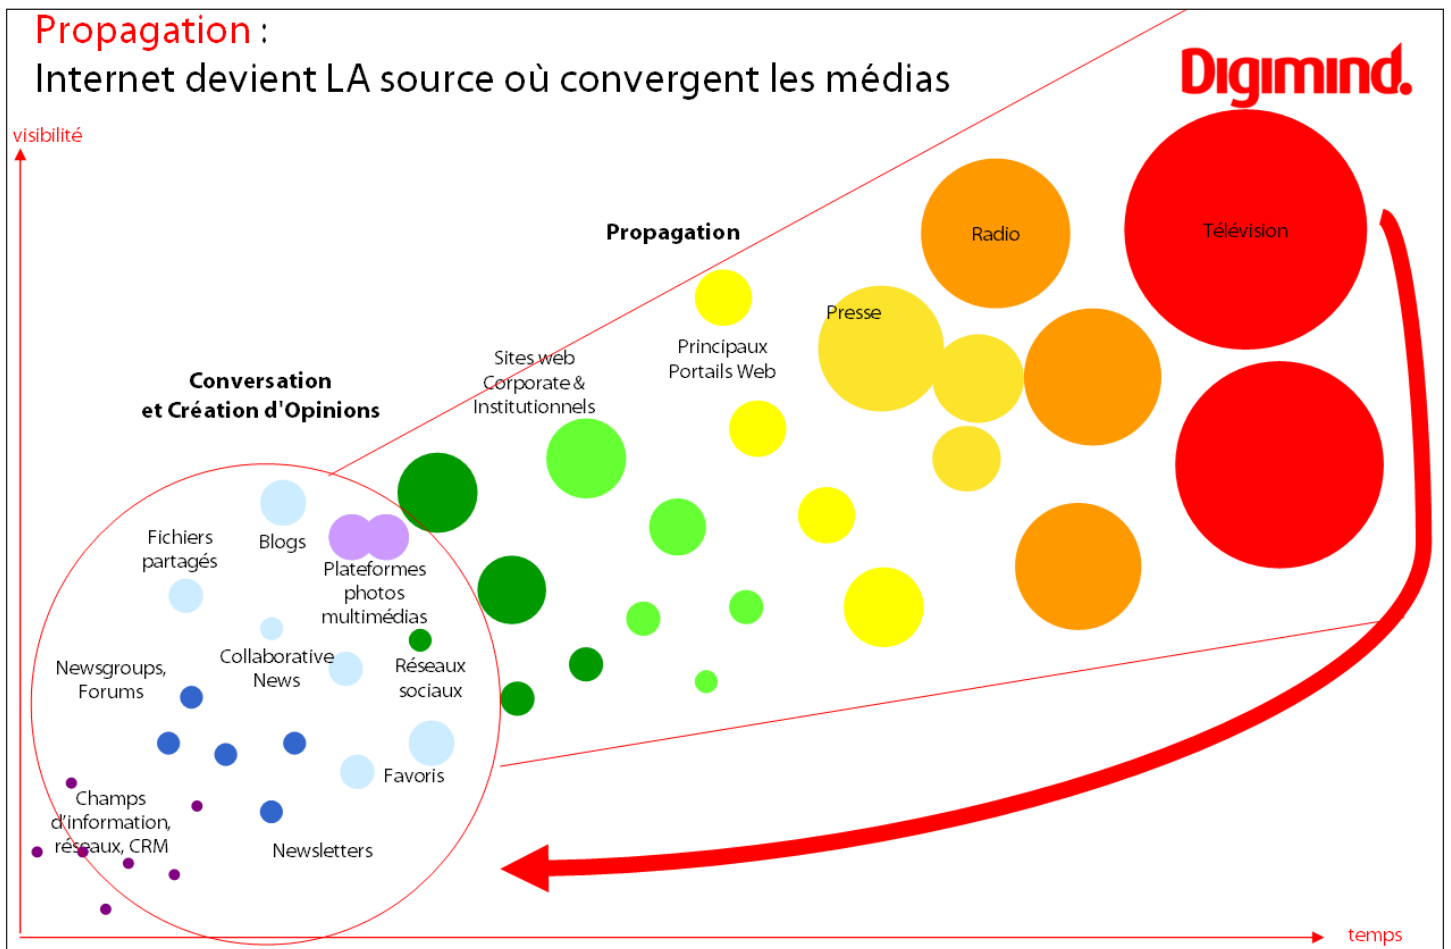 Propagation :
Internet devient LA source où convergent les médias
Digimind.
visibilité
Propagation
Radio
Télévision
Presse
Principaux
Portails Web
Sites web
Corporate &
Institutionnels
Conversation
et Création d'Opinions
Fichiers
partagés
Blogs
Plateformes
photos
multimédias
Collaborative
News
Réseaux
sociaux
Newsgroups,
Forums
Favoris
Champs
d'information,
réseaux, CRM
Newsletters
temps